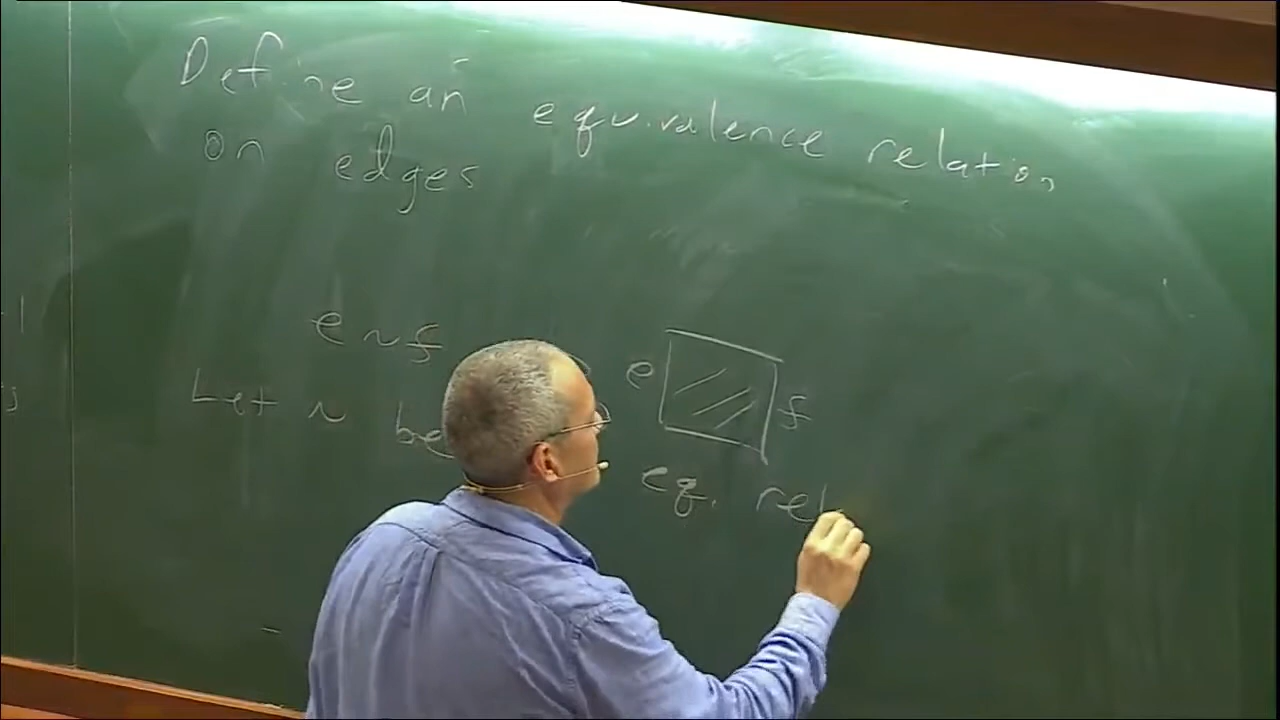 Define an equivalence relation
on edges
e ~ f
e f
Let ~ be eq. rel